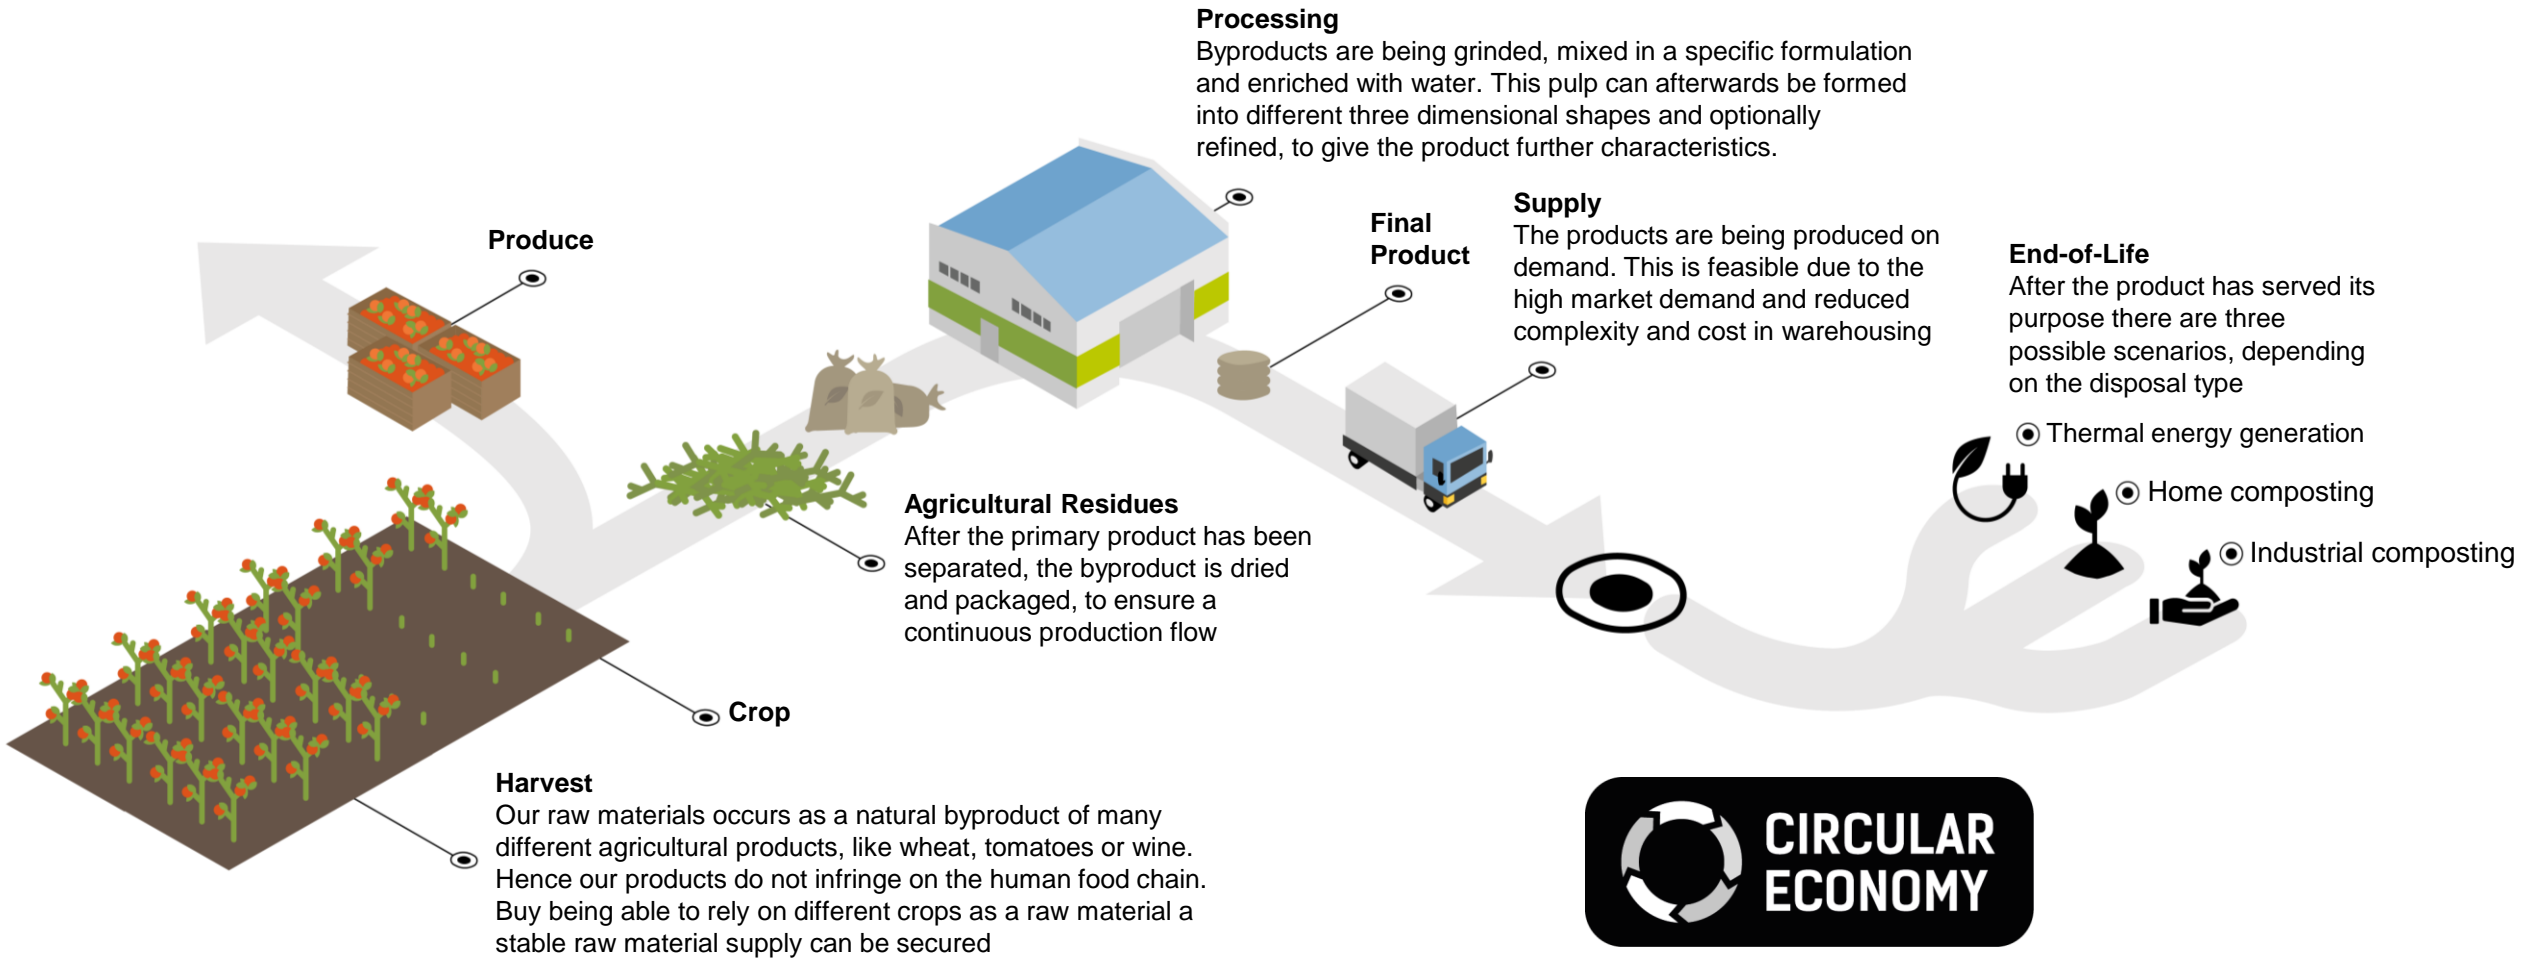 Processing
Byproducts are being grinded, mixed in a specific formulation
and enriched with water. This pulp can afterwards be formed
into different three dimensional shapes and optionally
refined, to give the product further characteristics.
Produce
Final
Product
Supply
The products are being produced on
demand. This is feasible due to the
high market demand and reduced
complexity and cost in warehousing
End-of-Life
After the product has served its
purpose there are three
possible scenarios, depending
on the disposal type
Thermal energy generation
Home composting
Industrial composting
Agricultural Residues
After the primary product has been
separated, the byproduct is dried
and packaged, to ensure a
continuous production flow
Crop
Harvest
Our raw materials occurs as a natural byproduct of many
different agricultural products, like wheat, tomatoes or wine.
Hence our products do not infringe on the human food chain.
Buy being able to rely on different crops as a raw material a
stable raw material supply can be secured
CIRCULAR
ECONOMY